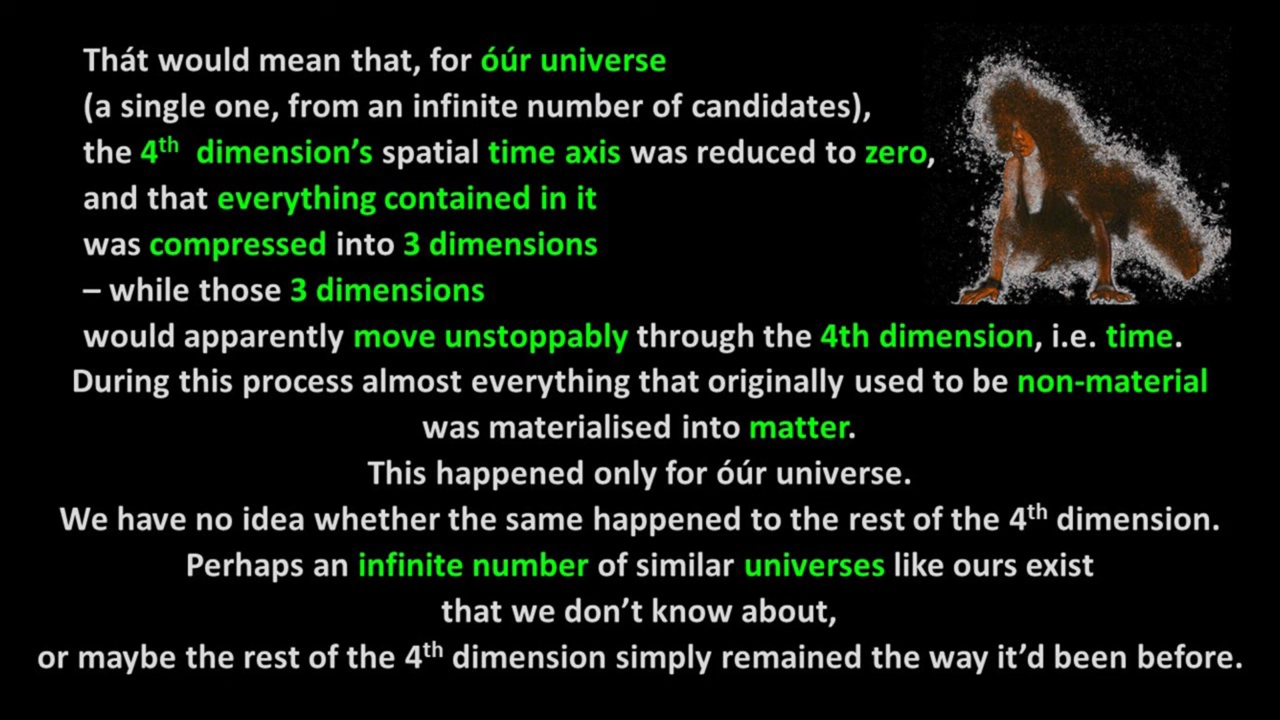 Thát would mean that, for óúr universe
(a single one, from an infinite number of candidates),
the 4th dimension’s spatial time axis was reduced to zero,
and that everything contained in it
was compressed into 3 dimensions
– while those 3 dimensions
would apparently move unstoppably through the 4th dimension, i.e. time.
During this process almost everything that originally used to be non-material
was materialised into matter.
This happened only for óúr universe.
We have no idea whether the same happened to the rest of the 4th dimension.
Perhaps an infinite number of similar universes like ours exist
that we don’t know about,
or maybe the rest of the 4th dimension simply remained the way it’d been before.